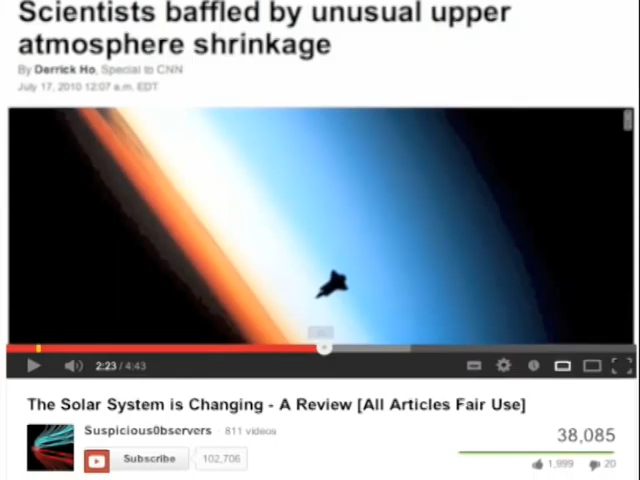 Scientists baffled by unusual upper
atmosphere shrinkage
By Derrick Ho, Special to CNN
July 17, 2010 12:07 a.m. EDT
2:23 / 4:43
The Solar System is Changing - A Review [All Articles Fair Use]
Suspicious0bservers · 811 videos
38,085
Subscribe 102,706
1,999 20